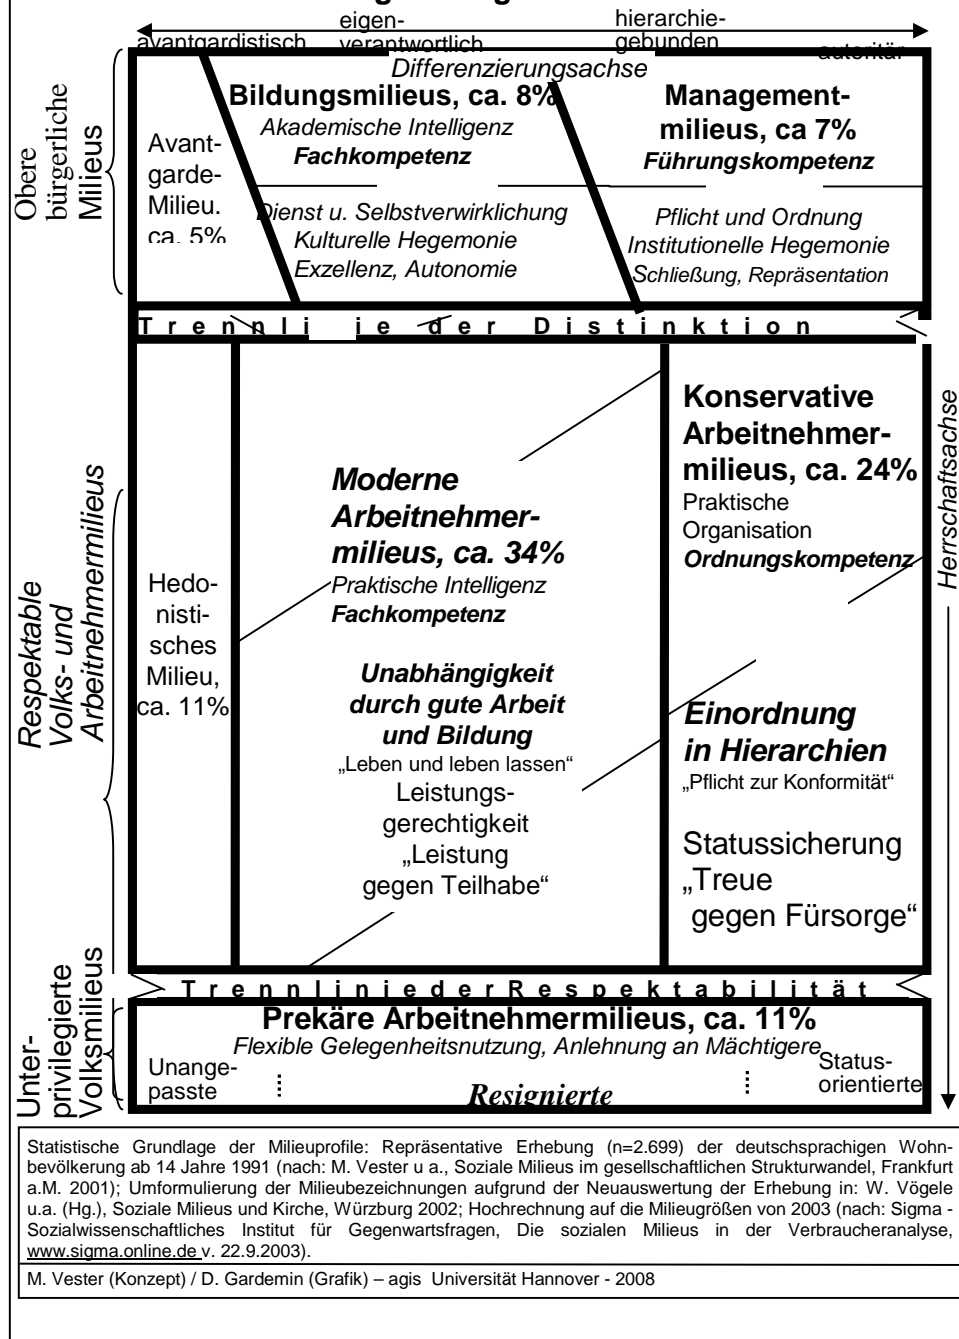 eigen-
hierarchie-
avantgardistisch
verantwortlich
gebunden
autoritär
Differenzierungsachse
Obere
bürgerliche
Milieus
Avant-
garde-
Milieu.
ca. 5%
Bildungsmilieus, ca. 8%
Akademische Intelligenz
Fachkompetenz
Dienst u. Selbstverwirklichung
Kulturelle Hegemonie
Exzellenz, Autonomie
Management-
milieus, ca 7%
Führungskompetenz
Pflicht und Ordnung
Institutionelle Hegemonie
Schließung, Repräsentation
Trennli ie der Distinktion
Respektable
Volks- und
Arbeitnehmermilieus
Hedo-
nisti-
sches
Milieu,
ca. 11%
Moderne
Arbeitnehmer-
milieus, ca. 34%
Praktische Intelligenz
Fachkompetenz
Unabhängigkeit
durch gute Arbeit
und Bildung
„Leben und leben lassen“
Leistungs-
gerechtigkeit
„Leistung
gegen Teilhabe“
Konservative
Arbeitnehmer-
milieus, ca. 24%
Praktische
Organisation
Ordnungskompetenz
Einordnung
in Hierarchien
„Pflicht zur Konformität“
Statussicherung
„Treue
gegen Fürsorge“
Herrschaftsachse
Trennlinie der Respektabilität
Unter-
privilegierte
Volksmilieus
Prekäre Arbeitnehmermilieus, ca. 11%
Flexible Gelegenheitsnutzung, Anlehnung an Mächtigere
Unange-
passte
Resignierte
Status-
orientierte
Statistische Grundlage der Milieuprofile: Repräsentative Erhebung (n=2.699) der deutschsprachigen Wohn-
bevölkerung ab 14 Jahre 1991 (nach: M. Vester u a., Soziale Milieus im gesellschaftlichen Strukturwandel, Frankfurt
a.M. 2001); Umformulierung der Milieubezeichnungen aufgrund der Neuauswertung der Erhebung in: W. Vögele
u.a. (Hg.), Soziale Milieus und Kirche, Würzburg 2002; Hochrechnung auf die Milieugrößen von 2003 (nach: Sigma -
Sozialwissenschaftliches Institut für Gegenwartsfragen, Die sozialen Milieus in der Verbraucheranalyse,
www.sigma.online.de v. 22.9.2003).
M. Vester (Konzept) / D. Gardemin (Grafik) – agis Universität Hannover - 2008